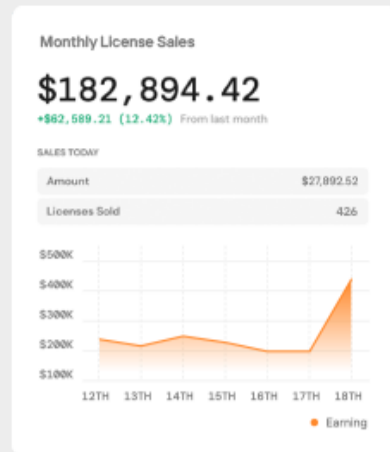 Monthly License Sales
$182,894.42
+$62,589.21 (12.42%) From last month
SALES TODAY
Amount $27,892.52
Licenses Sold 426
$500K
$400K
$300K
$200K
$100K
12TH 13TH 14TH 15TH 16TH 17TH 18TH
Earning